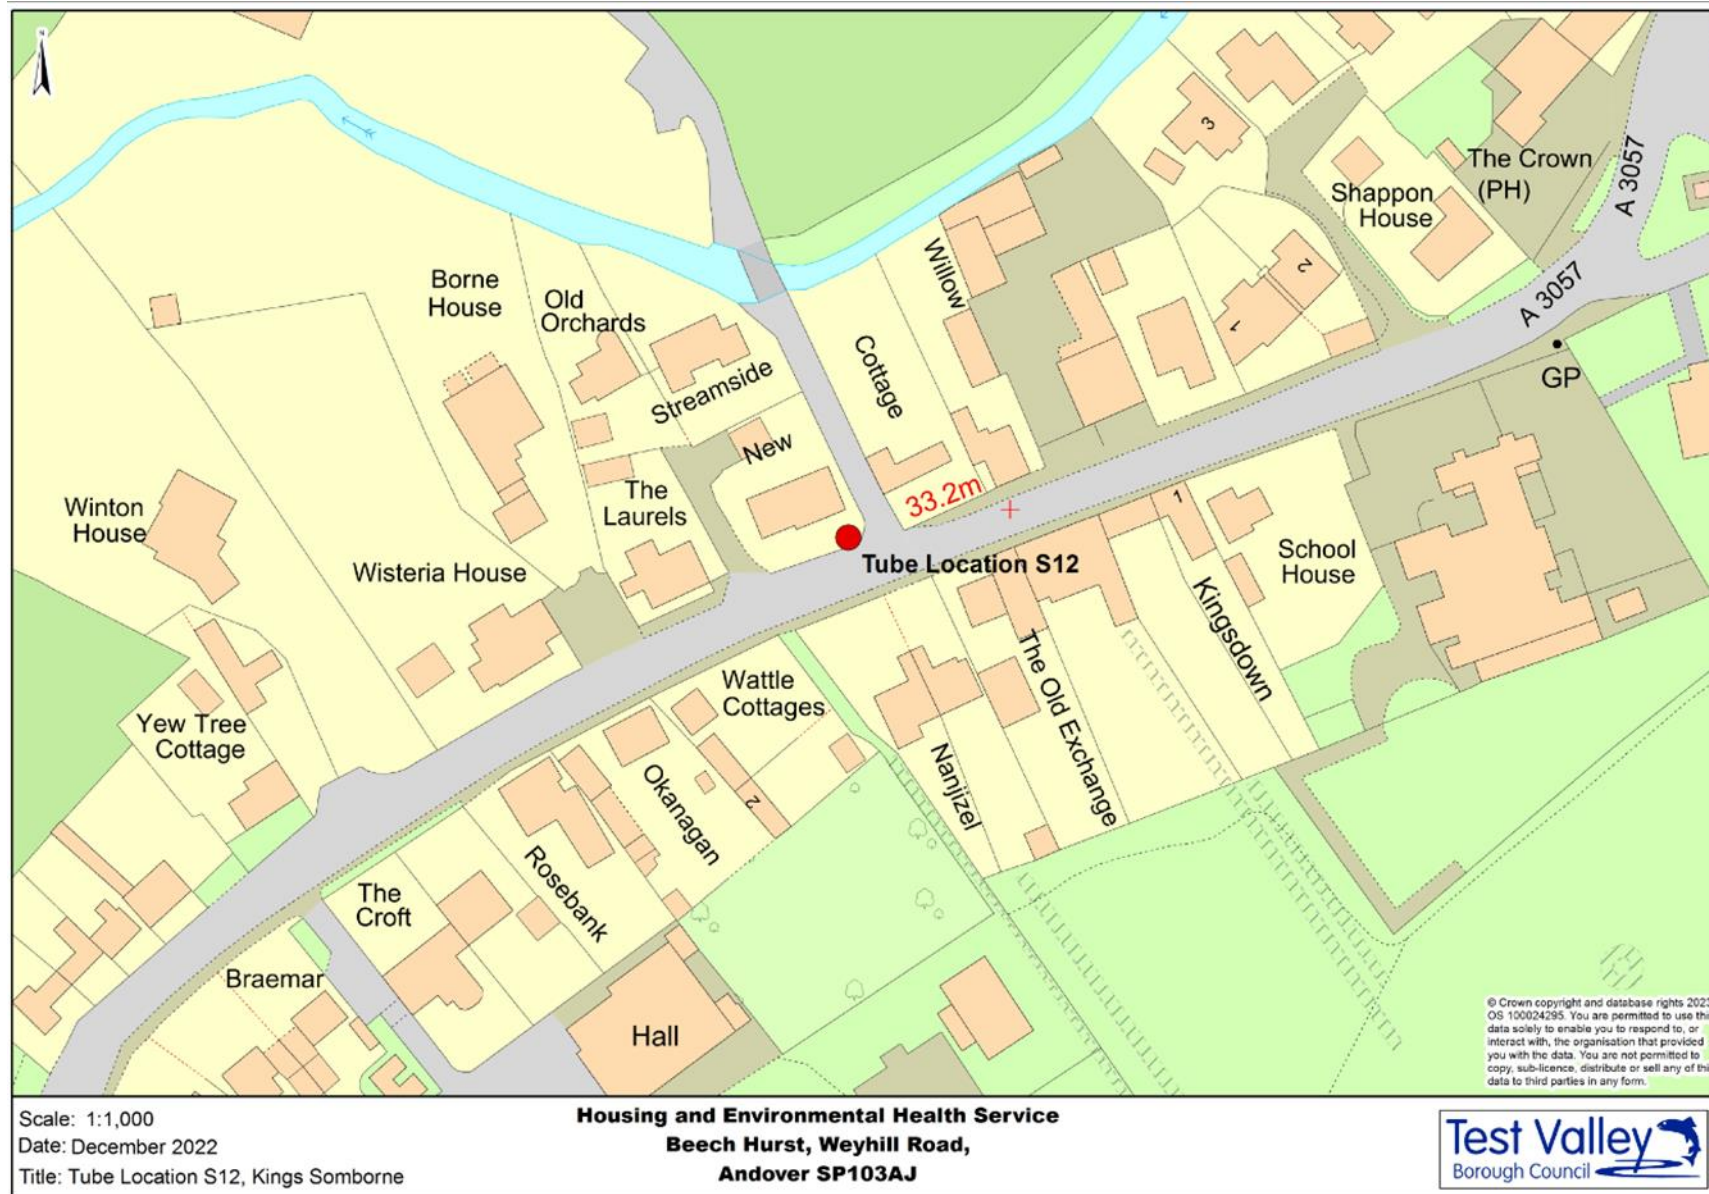 3
The Crown
(PH)
A 3057
Shappon
House
Willow
2
1
Borne
House
Old
Orchards
A 3057
Cottage
Streamside
GP
New
33.2m
1
The
Laurels
Winton
House
School
House
Tube Location S12
Wisteria House
Kingsdown
The Old Exchange
Wattle
Cottages
Yew Tree
Cottage
Nanjizel
Okanagan
2
Rosebank
The
Croft
Braemar
Hall
© Crown copyright and database rights 2023
OS 100024295. You are permitted to use this
data solely to enable you to respond to, or
interact with, the organisation that provided
you with the data. You are not permitted to
copy, sub-licence, distribute or sell any of this
data to third parties in any form.
Scale: 1:1,000
Date: December 2022
Title: Tube Location S12, Kings Somborne
Housing and Environmental Health Service
Beech Hurst, Weyhill Road,
Andover SP103AJ
Test Valley
Borough Council